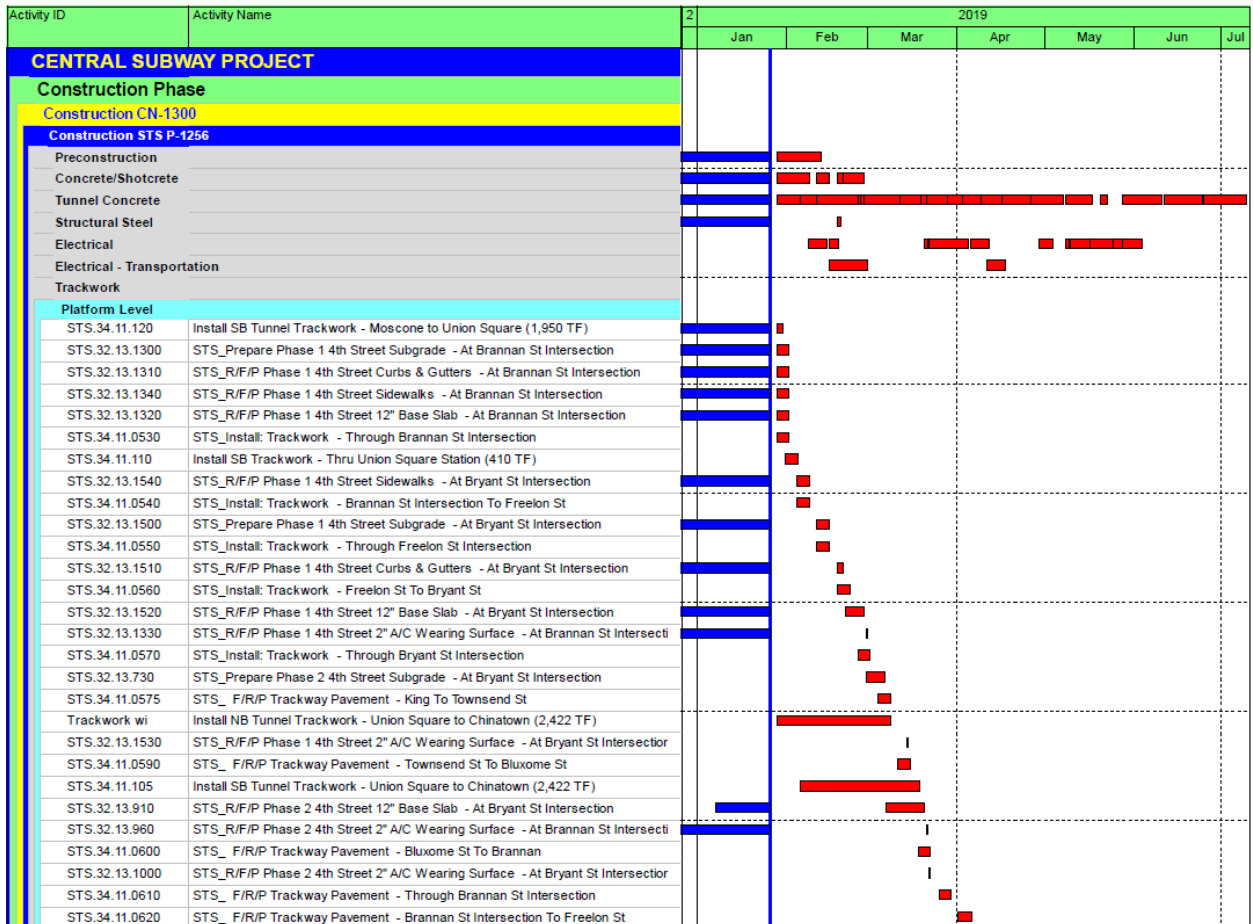 Activity ID Activity Name 2 2019
Jan Feb Mar Apr May Jun Jul
CENTRAL SUBWAY PROJECT
Construction Phase
Construction CN-1300
Construction STS P-1256
Preconstruction
Concrete/Shotcrete
Tunnel Concrete
Structural Steel
Electrical
Electrical - Transportation
Trackwork
Platform Level
STS.34.11.120 Install SB Tunnel Trackwork - Moscone to Union Square (1,950 TF)
STS.32.13.1300 STS_Prepare Phase 1 4th Street Subgrade - At Brannan St Intersection
STS.32.13.1310 STS_R/F/P Phase 1 4th Street Curbs & Gutters - At Brannan St Intersection
STS.32.13.1340 STS_R/F/P Phase 1 4th Street Sidewalks - At Brannan St Intersection
STS.32.13.1320 STS_R/F/P Phase 1 4th Street 12" Base Slab - At Brannan St Intersection
STS.34.11.0530 STS_Install: Trackwork - Through Brannan St Intersection
STS.34.11.110 Install SB Trackwork - Thru Union Square Station (410 TF)
STS.32.13.1540 STS_R/F/P Phase 1 4th Street Sidewalks - At Bryant St Intersection
STS.34.11.0540 STS_Install: Trackwork - Brannan St Intersection To Freelon St
STS.32.13.1500 STS_Prepare Phase 1 4th Street Subgrade - At Bryant St Intersection
STS.34.11.0550 STS_Install: Trackwork - Through Freelon St Intersection
STS.32.13.1510 STS_R/F/P Phase 1 4th Street Curbs & Gutters - At Bryant St Intersection
STS.34.11.0560 STS_Install: Trackwork - Freelon St To Bryant St
STS.32.13.1520 STS_R/F/P Phase 1 4th Street 12" Base Slab - At Bryant St Intersection
STS.32.13.1330 STS_R/F/P Phase 1 4th Street 2" A/C Wearing Surface - At Brannan St Intersecti
STS.34.11.0570 STS_Install: Trackwork - Through Bryant St Intersection
STS.32.13.730 STS_Prepare Phase 2 4th Street Subgrade - At Bryant St Intersection
STS.34.11.0575 STS_ F/R/P Trackway Pavement - King To Townsend St
Trackwork wi Install NB Tunnel Trackwork - Union Square to Chinatown (2,422 TF)
STS.32.13.1530 STS_R/F/P Phase 1 4th Street 2" A/C Wearing Surface - At Bryant St Intersection
STS.34.11.0590 STS_ F/R/P Trackway Pavement - Townsend St To Bluxome St
STS.34.11.105 Install SB Tunnel Trackwork - Union Square to Chinatown (2,422 TF)
STS.32.13.910 STS_R/F/P Phase 2 4th Street 12" Base Slab - At Bryant St Intersection
STS.32.13.960 STS_R/F/P Phase 2 4th Street 2" A/C Wearing Surface - At Brannan St Intersecti
STS.34.11.0600 STS_ F/R/P Trackway Pavement - Bluxome St To Brannan
STS.32.13.1000 STS_R/F/P Phase 2 4th Street 2" A/C Wearing Surface - At Bryant St Intersection
STS.34.11.0610 STS_ F/R/P Trackway Pavement - Through Brannan St Intersection
STS.34.11.0620 STS_ F/R/P Trackway Pavement - Brannan St Intersection To Freelon St